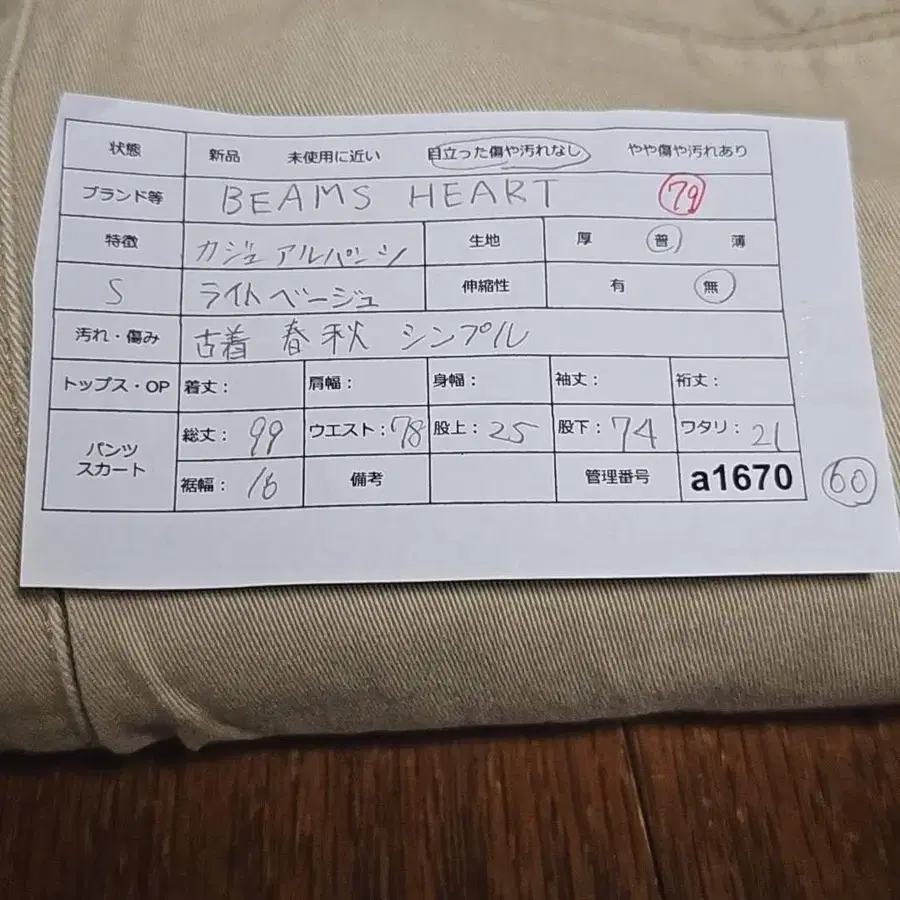 状態 新品 未使用に近い 目立った傷や汚れなし やや傷や汚れあり
ブランド等 BEAMS HEART 79
特徴 カジュアルパンツ 生地 厚 普 薄
S ライトベージュ 伸縮性 有 無
汚れ・傷み 古着 春秋 シンプル
トップス・OP 着丈: 肩幅: 身幅: 袖丈: 裄丈:
パンツ スカート 総丈: 99 ウエスト: 78 股上: 25 股下: 74 ワタリ: 21
裾幅: 16 備考 管理番号 a1670 60